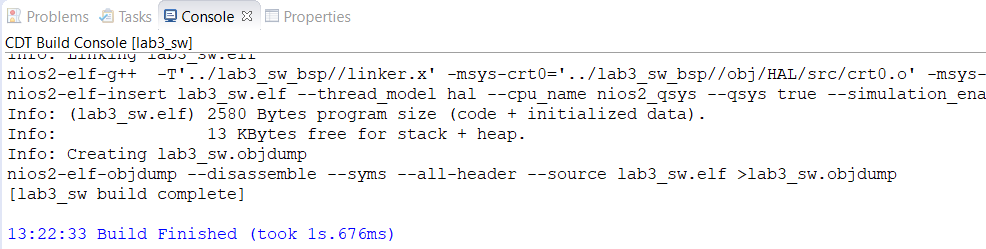 Problems Tasks Console Properties
CDT Build Console [lab3_sw]
Info: Linking lab3_sw.elf
nios2-elf-g++  -T'../lab3_sw_bsp//linker.x' -msys-crt0='../lab3_sw_bsp//obj/HAL/src/crt0.o' -msys-
nios2-elf-insert lab3_sw.elf --thread_model hal --cpu_name nios2_qsys --qsys true --simulation_ena
Info: (lab3_sw.elf) 2580 Bytes program size (code + initialized data).
Info:              13 KBytes free for stack + heap.
Info: Creating lab3_sw.objdump
nios2-elf-objdump --disassemble --syms --all-header --source lab3_sw.elf >lab3_sw.objdump
[lab3_sw build complete]
13:22:33 Build Finished (took 1s.676ms)